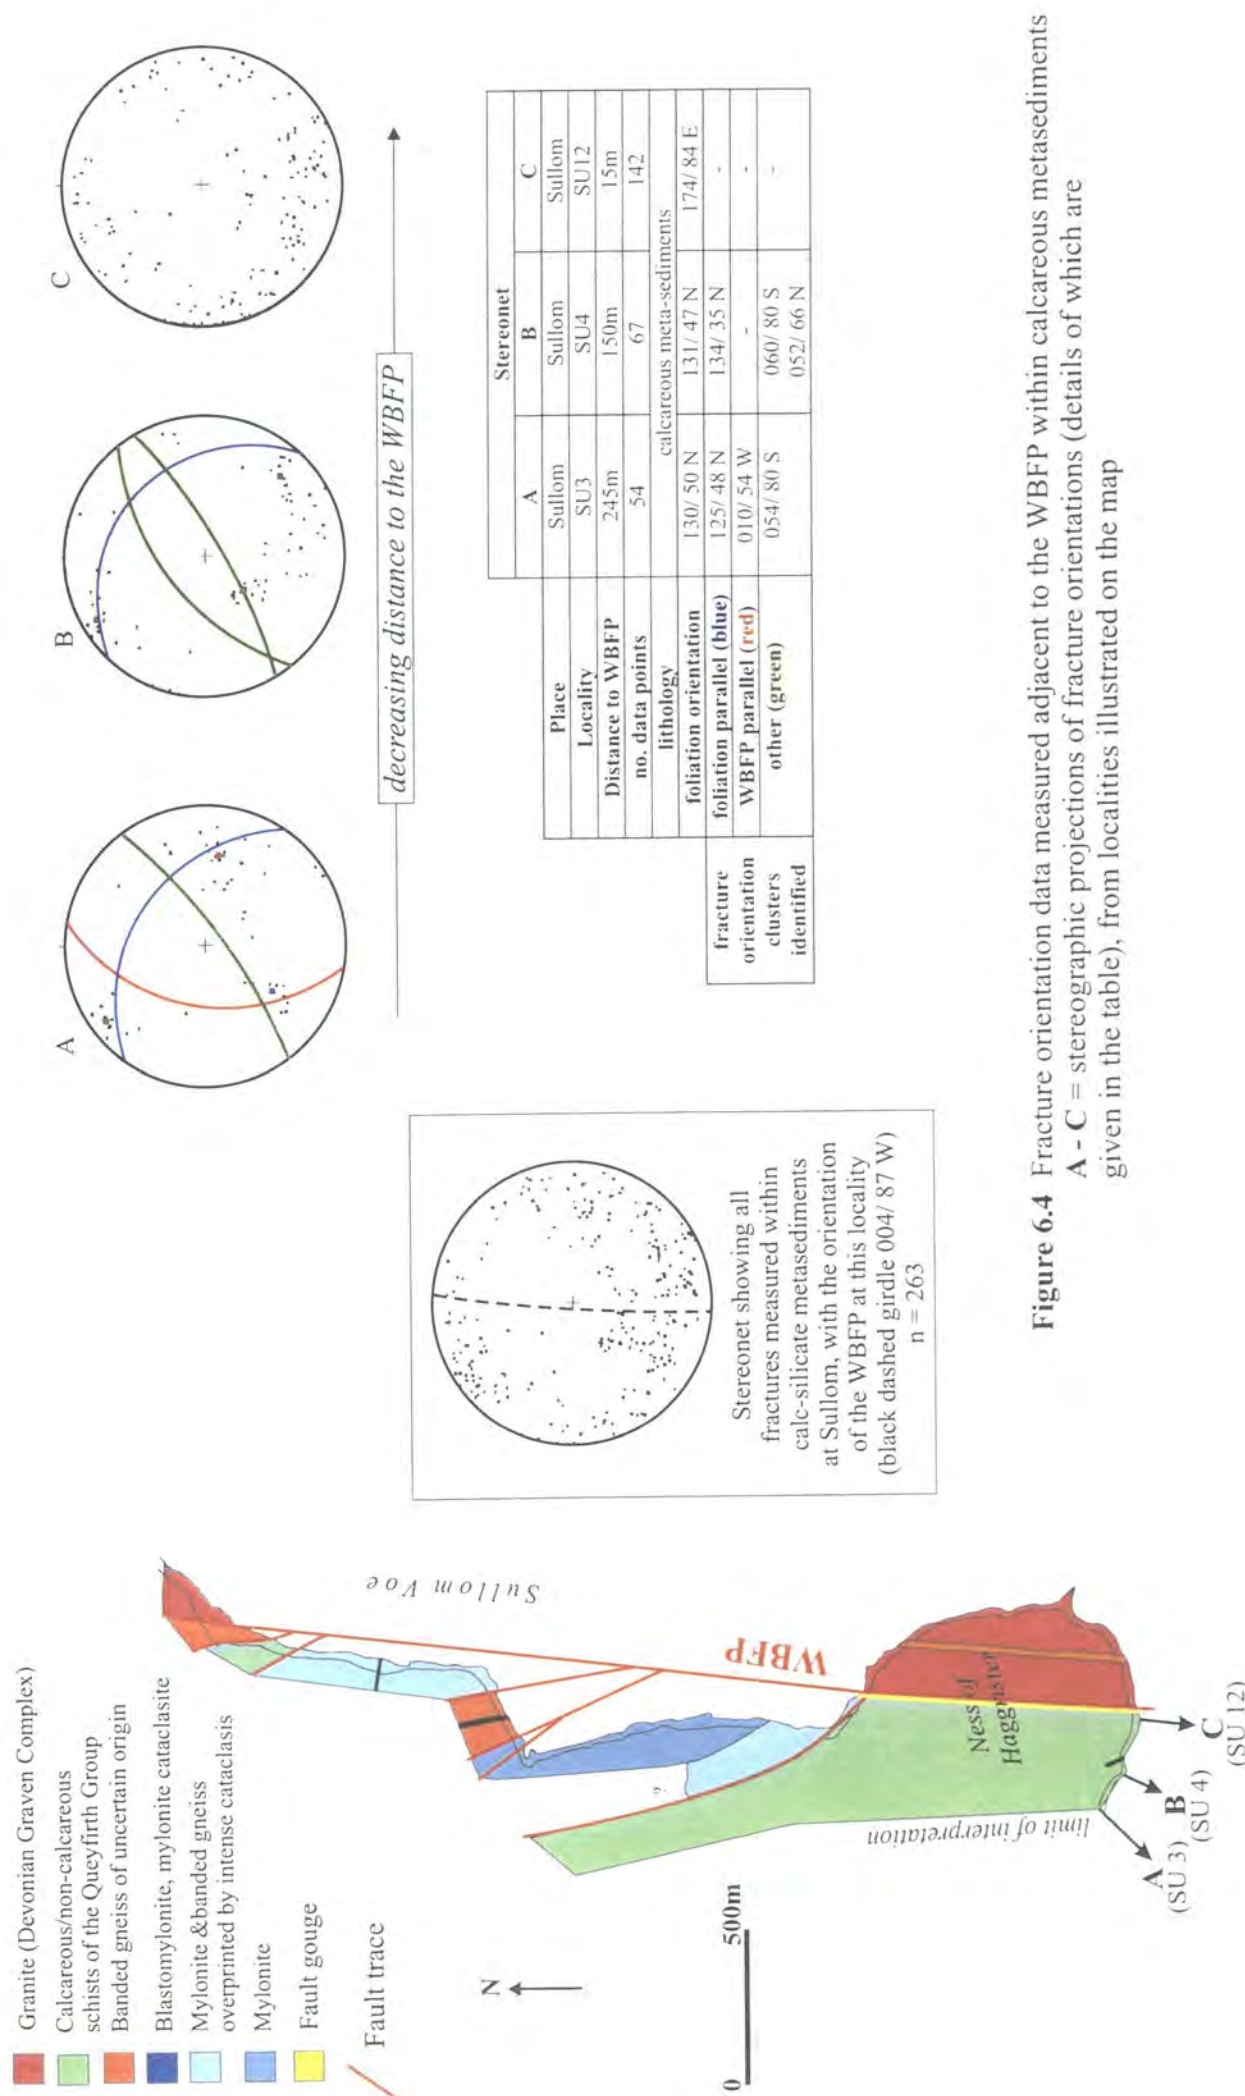 Granite (Devonian Graven Complex)
Calcareous/non-calcareous
schists of the Queyfirth Group
Banded gneiss of uncertain origin
Blastomylonite, mylonite cataclasite
Mylonite &banded gneiss
overprinted by intense cataclasis
Mylonite
Fault gouge
Fault trace
N
0
500m
Sullom Voe
WBFP
Ness of
Haggrister
limit of interpretation
A
(SU 3)
B
(SU 4)
C
(SU 12)
Stereonet showing all
fractures measured within
calc-silicate metasediments
at Sullom, with the orientation
of the WBFP at this locality
(black dashed girdle 004/ 87 W)
n = 263
A
B
C
decreasing distance to the WBFP
Stereonet
A B C
Place Sullom Sullom Sullom
Locality SU3 SU4 SU12
Distance to WBFP 245m 150m 15m
no. data points 54 67 142
lithology calcareous meta-sediments
foliation orientation 130/ 50 N 131/ 47 N 174/ 84 E
fracture
orientation
clusters
identified
foliation parallel (blue) 125/ 48 N 134/ 35 N -
WBFP parallel (red) 010/ 54 W - -
other (green) 054/ 80 S 060/ 80 S -
052/ 66 N
Figure 6.4 Fracture orientation data measured adjacent to the WBFP within calcareous metasediments
A - C = stereographic projections of fracture orientations (details of which are
given in the table), from localities illustrated on the map